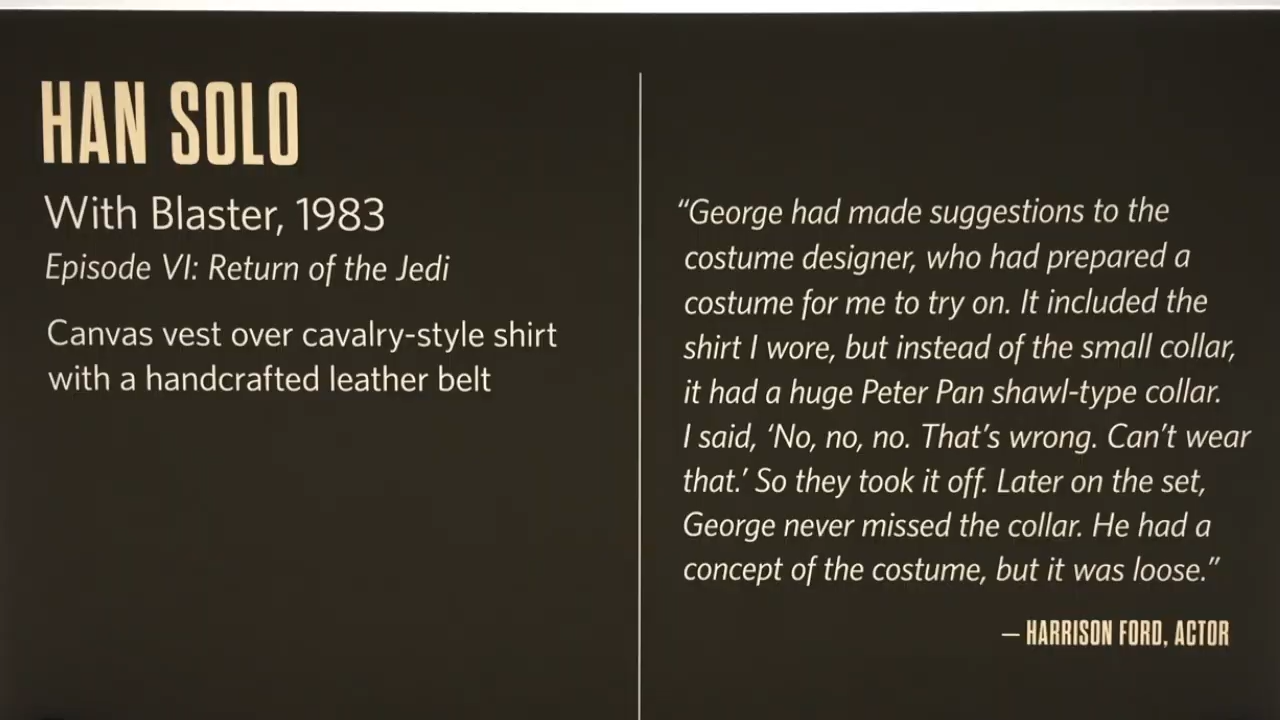 HAN SOLO
With Blaster, 1983
Episode VI: Return of the Jedi
Canvas vest over cavalry-style shirt
with a handcrafted leather belt
“George had made suggestions to the
costume designer, who had prepared a
costume for me to try on. It included the
shirt I wore, but instead of the small collar,
it had a huge Peter Pan shawl-type collar.
I said, ‘No, no, no. That’s wrong. Can’t wear
that.’ So they took it off. Later on the set,
George never missed the collar. He had a
concept of the costume, but it was loose.”
— HARRISON FORD, ACTOR